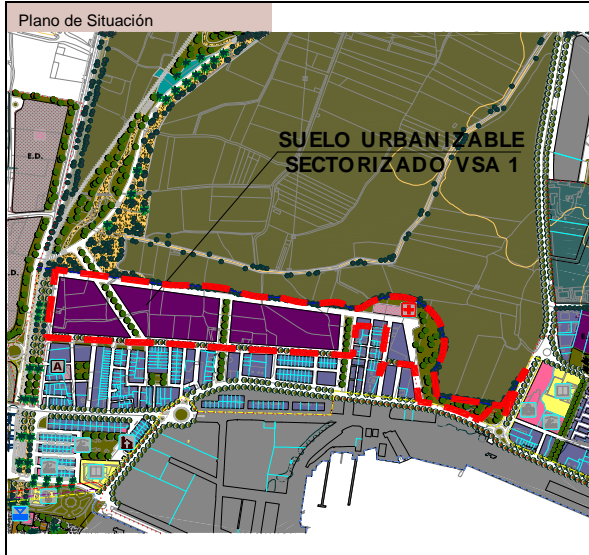 Plano de Situación
SUELO URBANIZABLE
SECTORIZADO VSA 1
E.D.
D.
A